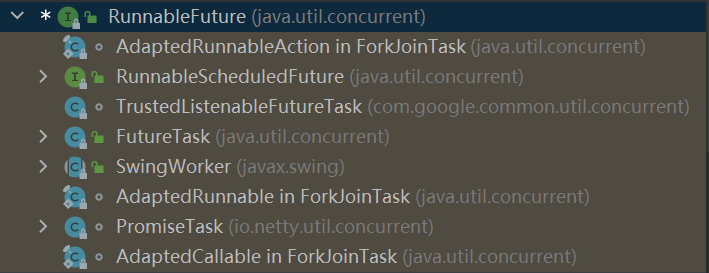 * RunnableFuture (java.util.concurrent)
AdaptedRunnableAction in ForkJoinTask (java.util.concurrent)
RunnableScheduledFuture (java.util.concurrent)
TrustedListenableFutureTask (com.google.common.util.concurrent)
FutureTask (java.util.concurrent)
SwingWorker (javax.swing)
AdaptedRunnable in ForkJoinTask (java.util.concurrent)
PromiseTask (io.netty.util.concurrent)
AdaptedCallable in ForkJoinTask (java.util.concurrent)